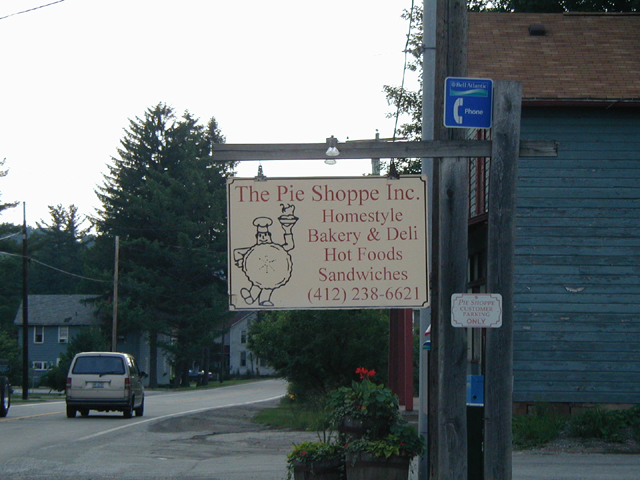 Bell Atlantic
Phone
The Pie Shoppe Inc.
Homestyle
Bakery & Deli
Hot Foods
Sandwiches
(412) 238-6621
Pie Shoppe
CUSTOMER
PARKING
ONLY